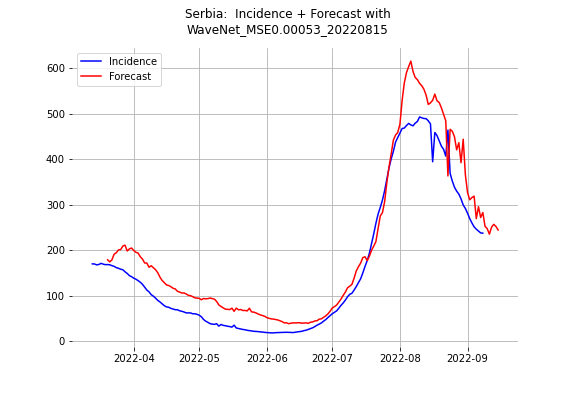 Serbia:  Incidence + Forecast with
WaveNet_MSE0.00053_20220815
Incidence
Forecast
600
500
400
300
200
100
0
2022-04 2022-05 2022-06 2022-07 2022-08 2022-09